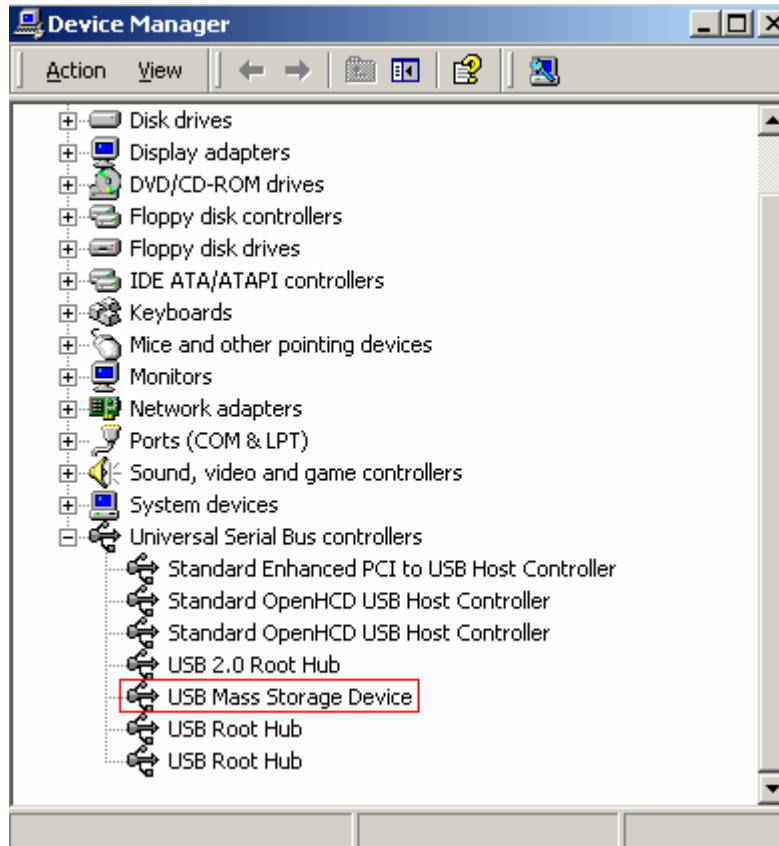 Device Manager
Action View
Disk drives
Display adapters
DVD/CD-ROM drives
Floppy disk controllers
Floppy disk drives
IDE ATA/ATAPI controllers
Keyboards
Mice and other pointing devices
Monitors
Network adapters
Ports (COM & LPT)
Sound, video and game controllers
System devices
Universal Serial Bus controllers
Standard Enhanced PCI to USB Host Controller
Standard OpenHCD USB Host Controller
Standard OpenHCD USB Host Controller
USB 2.0 Root Hub
USB Mass Storage Device
USB Root Hub
USB Root Hub